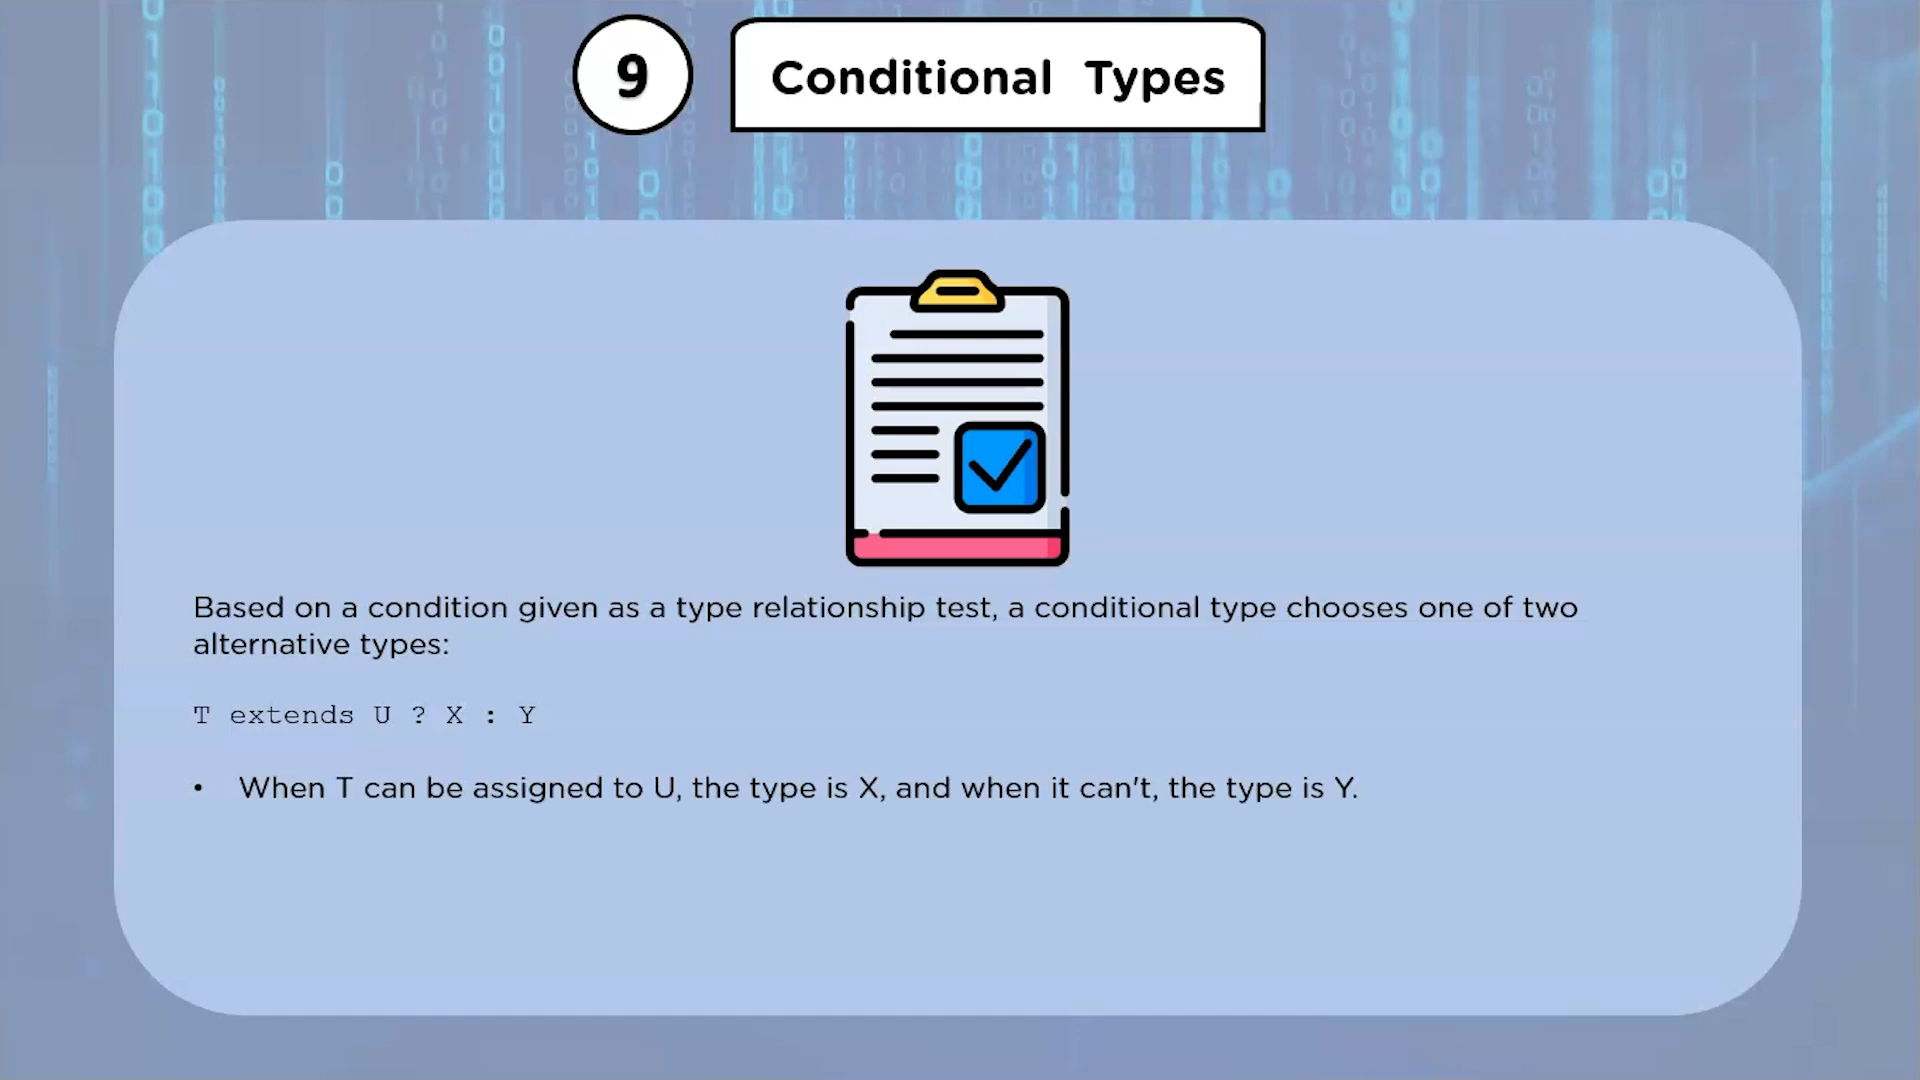 9
Conditional Types
Based on a condition given as a type relationship test, a conditional type chooses one of two
alternative types:
T extends U ? X : Y
• When T can be assigned to U, the type is X, and when it can't, the type is Y.